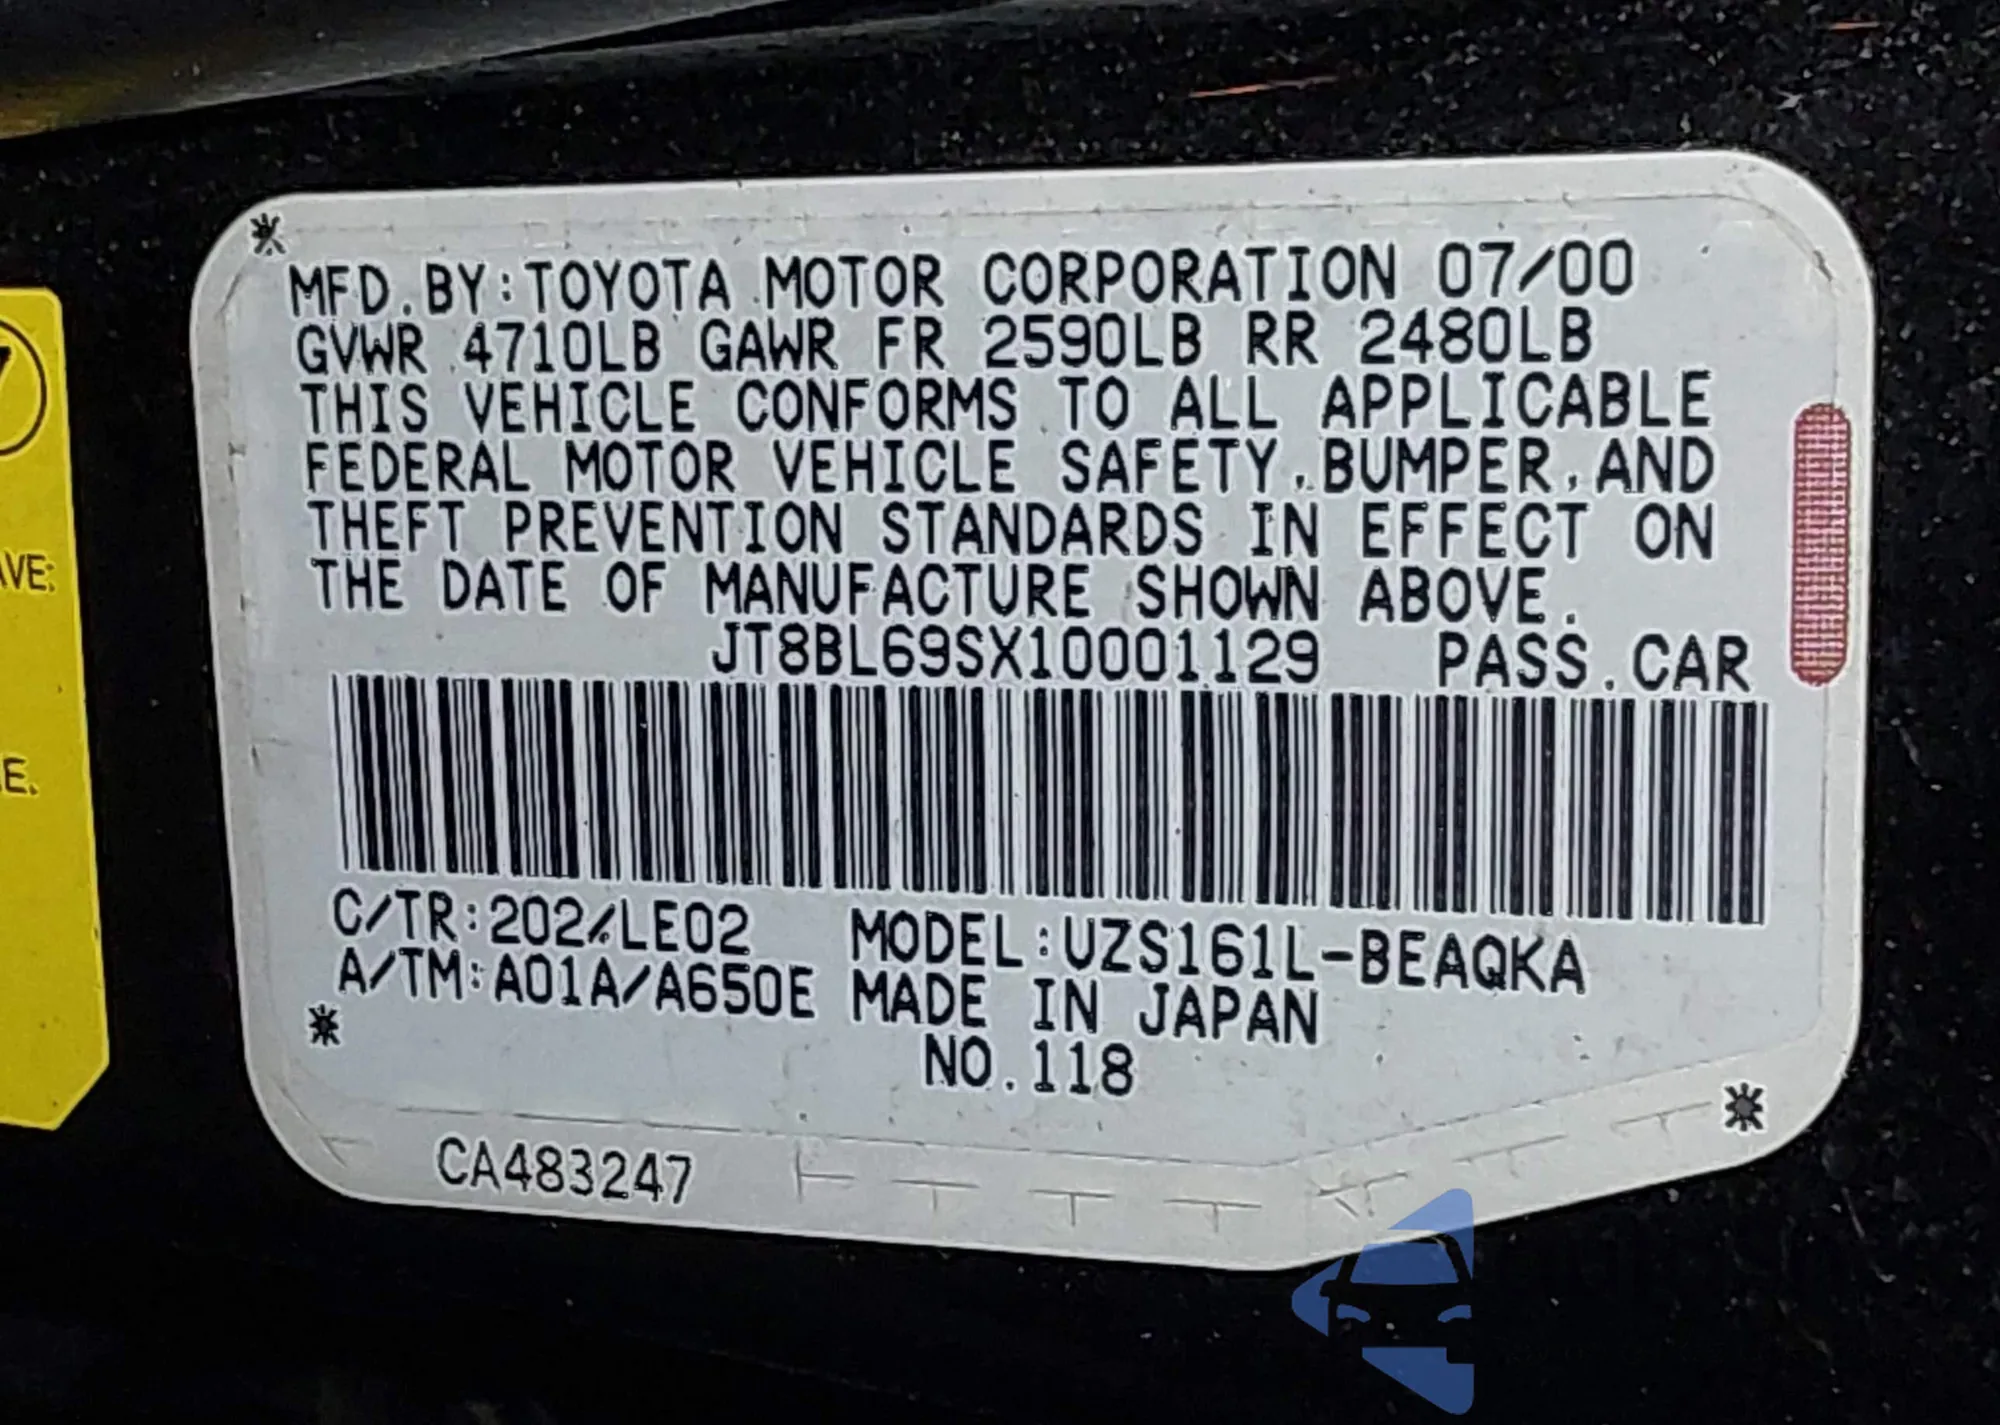 MFD.BY:TOYOTA MOTOR CORPORATION 07/00
GVWR 4710LB GAWR FR 2590LB RR 2480LB
THIS VEHICLE CONFORMS TO ALL APPLICABLE
FEDERAL MOTOR VEHICLE SAFETY,BUMPER,AND
THEFT PREVENTION STANDARDS IN EFFECT ON
THE DATE OF MANUFACTURE SHOWN ABOVE.
JT8BL69SX10001129 PASS.CAR
C/TR:202/LE02 MODEL:UZS161L-BEAQKA
A/TM:A01A/A650E MADE IN JAPAN
NO.118
CA483247